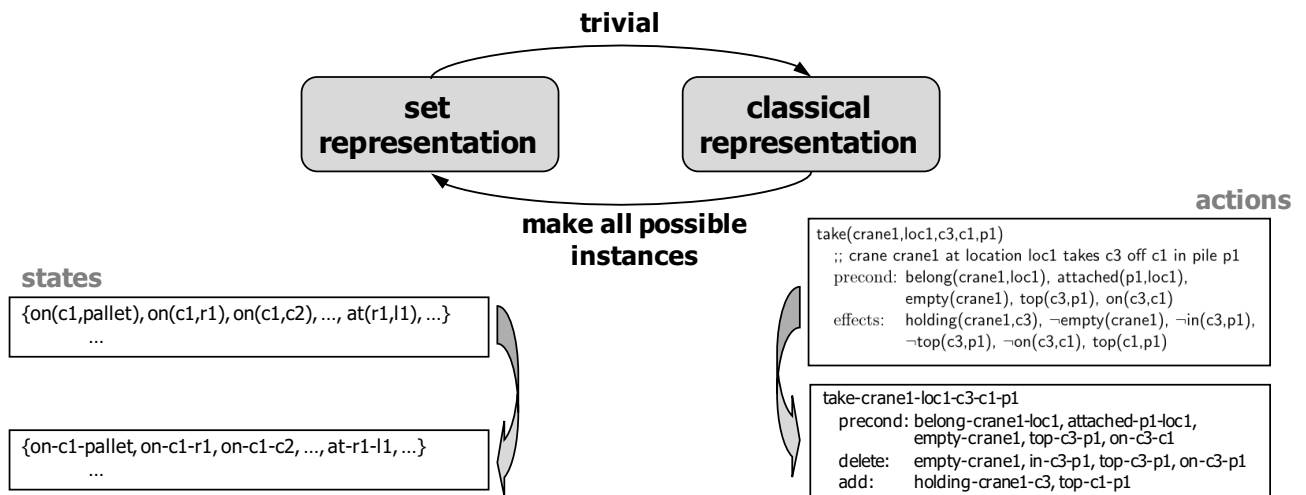 trivial
set
representation
classical
representation
make all possible
instances
states
{on(c1,pallet), on(c1,r1), on(c1,c2), …, at(r1,l1), …}
…
{on-c1-pallet, on-c1-r1, on-c1-c2, …, at-r1-l1, …}
…
actions
take(crane1,loc1,c3,c1,p1)
;; crane crane1 at location loc1 takes c3 off c1 in pile p1
precond: belong(crane1,loc1), attached(p1,loc1),
empty(crane1), top(c3,p1), on(c3,c1)
effects: holding(crane1,c3), ¬empty(crane1), ¬in(c3,p1),
¬top(c3,p1), ¬on(c3,c1), top(c1,p1)
take-crane1-loc1-c3-c1-p1
precond: belong-crane1-loc1, attached-p1-loc1,
empty-crane1, top-c3-p1, on-c3-c1
delete: empty-crane1, in-c3-p1, top-c3-p1, on-c3-p1
add: holding-crane1-c3, top-c1-p1